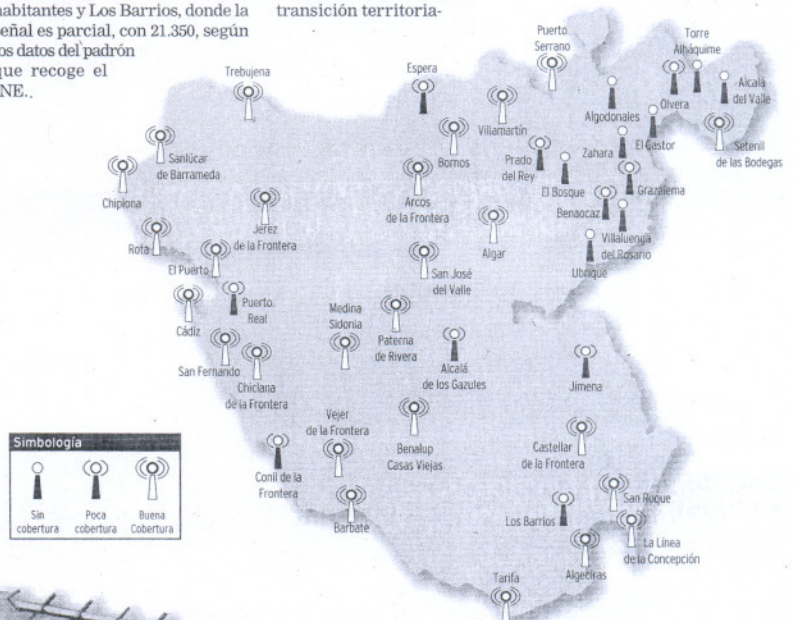 habitantes y Los Barrios, donde la
señal es parcial, con 21.350, según
los datos del padrón
que recoge el
INE.
transición territoria-
Puerto
Serrano
Torre
Alháquime
Trebujena
Espera
Olvera
Alcalá
del Valle
Villamartín
Algodonales
Bornos
Zahara
El Gastor
Setenil
de las Bodegas
Sanlúcar
de Barrameda
Prado
del Rey
El Bosque
Grazalema
Chipiona
Arcos
de la Frontera
Benaocaz
Jerez
de la Frontera
Villaluenga
del Rosario
Rota
Algar
Ubrique
El Puerto
San José
del Valle
Puerto
Real
Medina
Sidonia
Cádiz
Paterna
de Rivera
San Fernando
Alcalá
de los Gazules
Jimena
Chiclana
de la Frontera
Vejer
de la Frontera
Benalup
Casas Viejas
Castellar
de la Frontera
Simbología
Sin
cobertura
Poca
cobertura
Buena
Cobertura
Conil de la
Frontera
San Roque
Los Barrios
Barbate
La Línea
de la Concepción
Algeciras
Tarifa